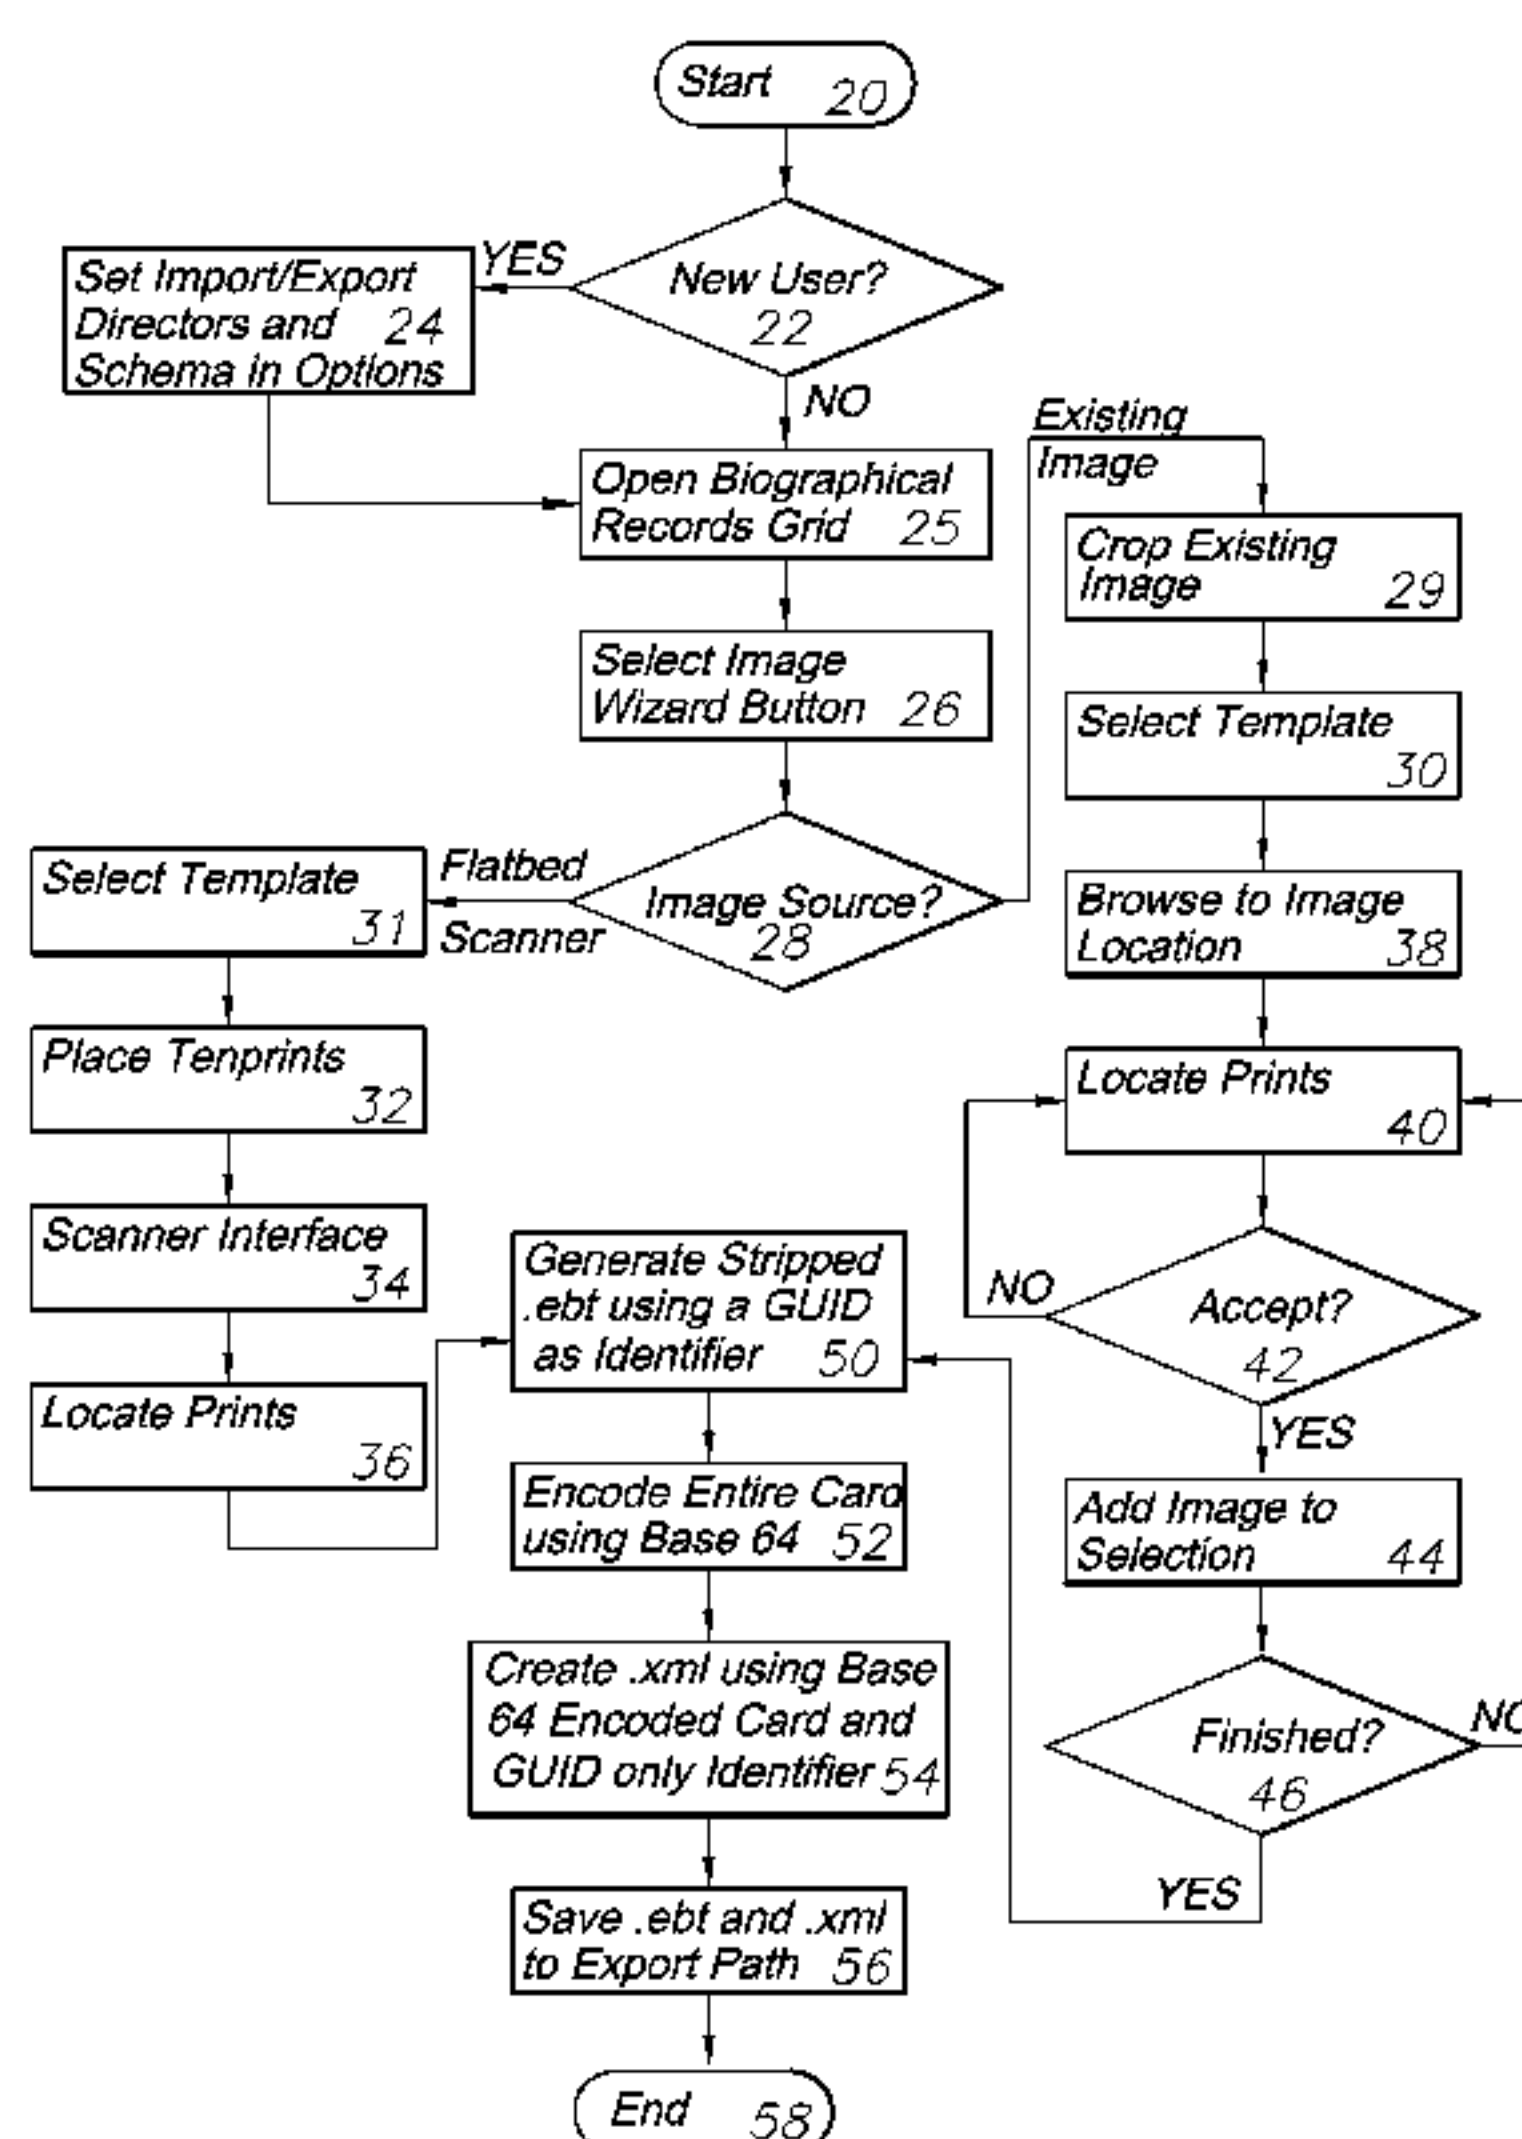 Start 20
New User?
22
YES
Set Import/Export
Directors and 24
Schema in Options
NO
Open Biographical
Records Grid 25
Select Image
Wizard Button 26
Image Source?
28
Existing
Image
Crop Existing
Image 29
Select Template
30
Browse to Image
Location 38
Locate Prints
40
Accept?
42
NO
YES
Add Image to
Selection 44
Finished?
46
NO
YES
Flatbed
Scanner
Select Template
31
Place Tenprints
32
Scanner Interface
34
Locate Prints
36
Generate Stripped
.ebt using a GUID
as Identifier 50
Encode Entire Card
using Base 64 52
Create .xml using Base
64 Encoded Card and
GUID only Identifier 54
Save .ebt and .xml
to Export Path 56
End 58